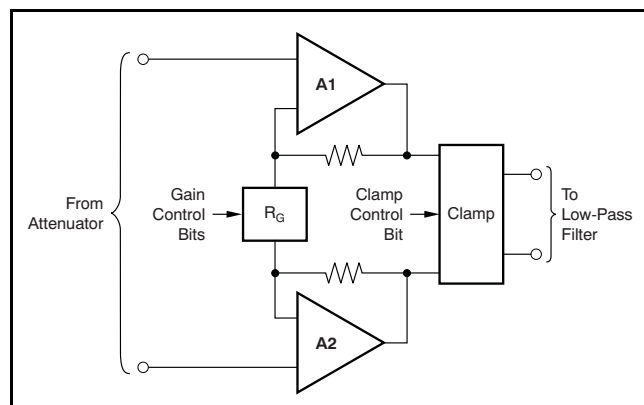 A1
From
Attenuator
Gain
Control
Bits
R_G
Clamp
Control
Bit
Clamp
To
Low-Pass
Filter
A2